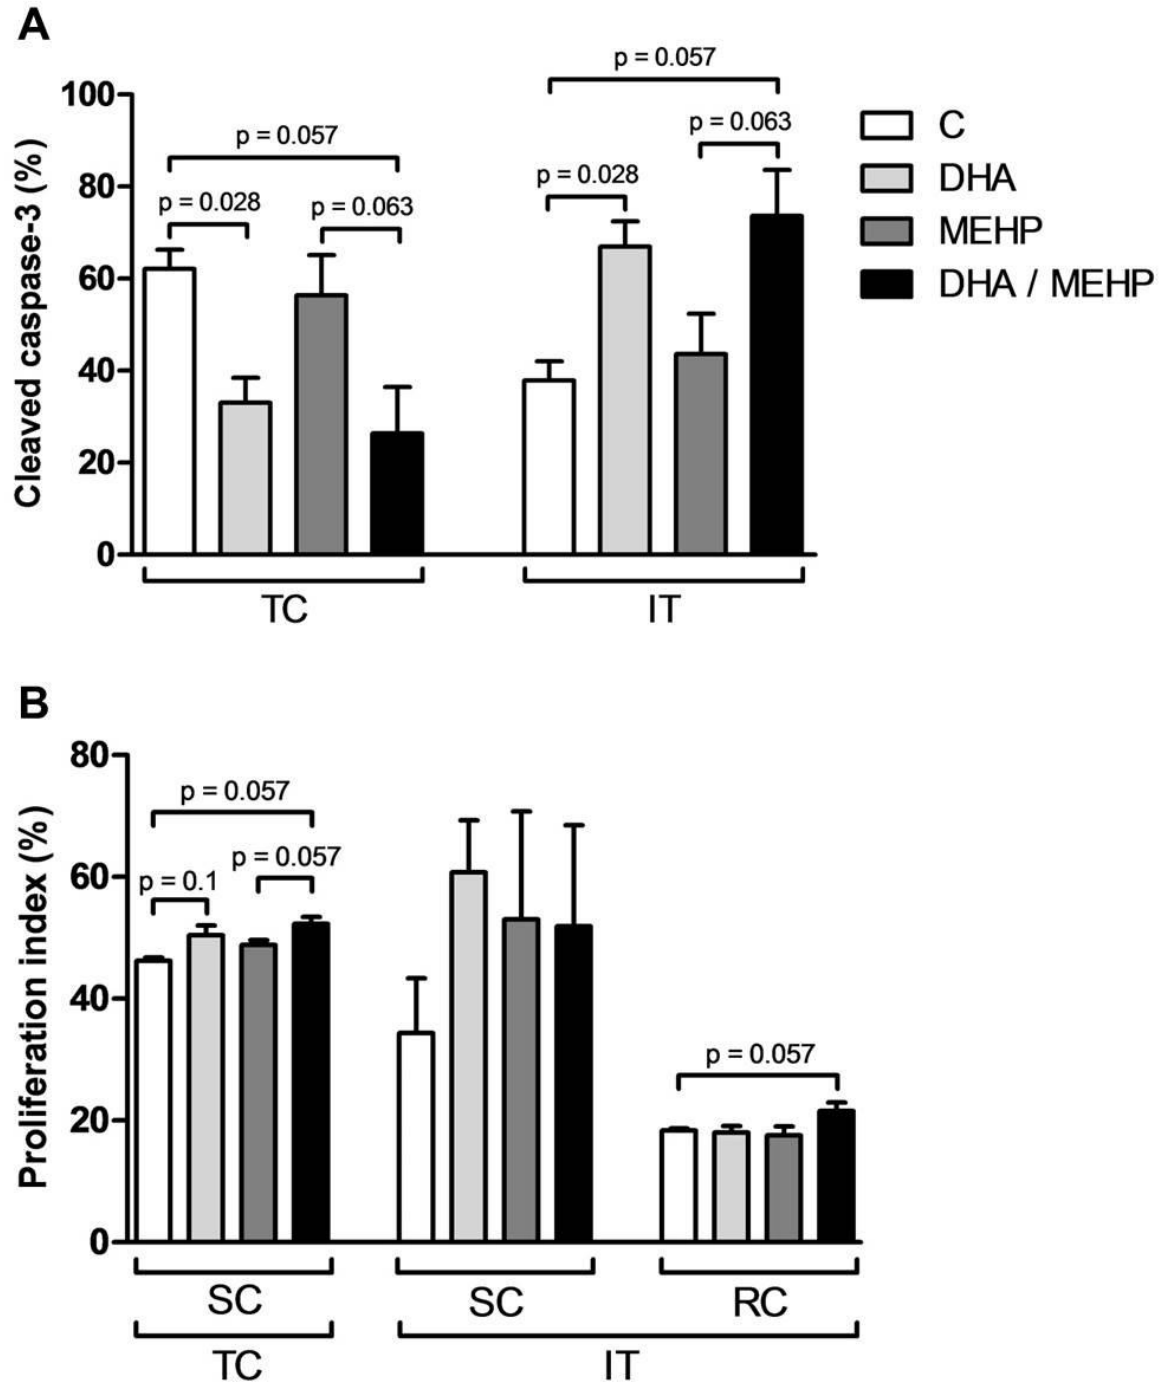 A
p = 0.057
100
p = 0.057
p = 0.063
C
80
p = 0.028
p = 0.063
p = 0.028
DHA
MEHP
60
DHA / MEHP
40
20
0
Cleaved caspase-3 (%)
TC
IT
B
80
p = 0.057
p = 0.057
60
p = 0.1
40
p = 0.057
20
0
Proliferation index (%)
SC
SC
RC
TC
IT